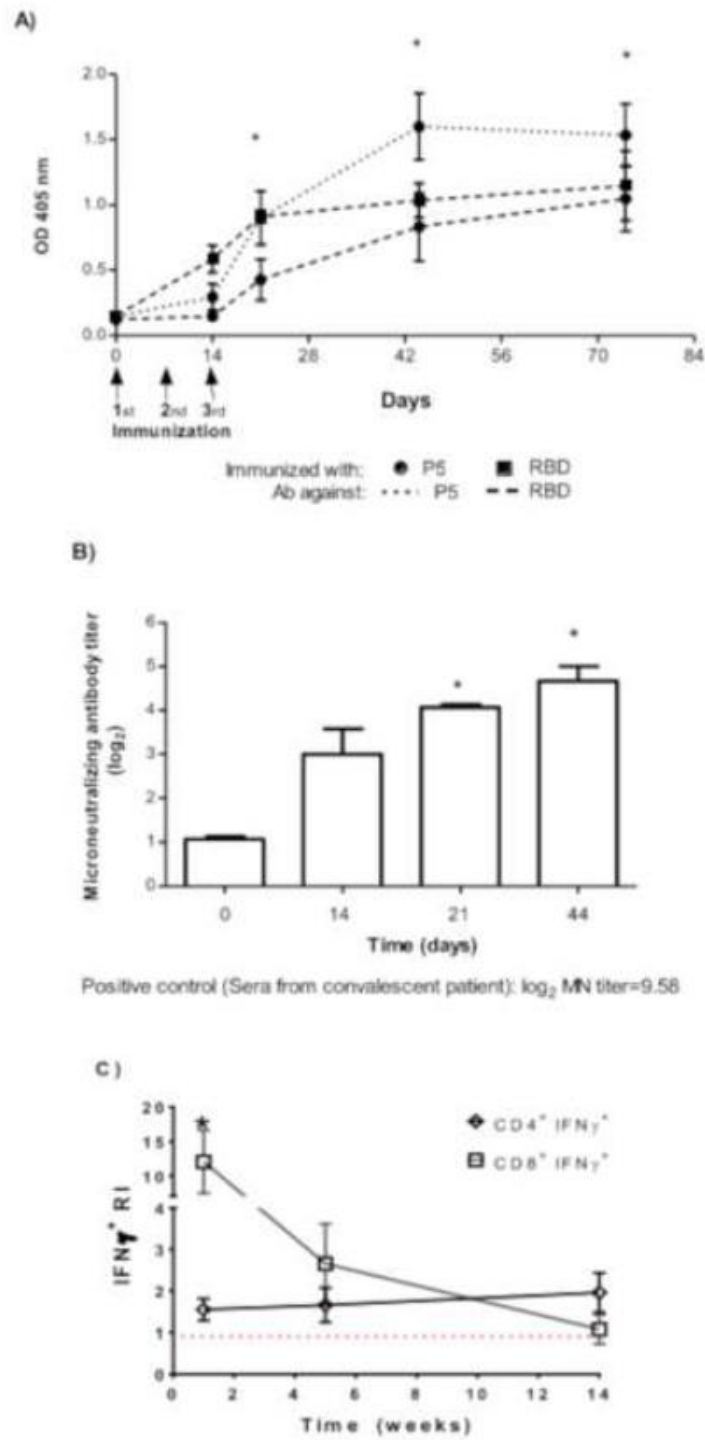 A)
*
*
*
2.0
1.5
1.0
0.5
0.0
OD 405 nm
0 14 28 42 56 70 84
1st 2nd 3rd
Immunization
Days
Immunized with: P5 RBD
Ab against: P5 RBD
B)
6
5
4
3
2
1
0
*
*
Microneutralizing antibody titer
(log2)
0 14 21 44
Time (days)
Positive control (Sera from convalescent patient): log2 MN titer=9.58
C)
20
15
10
4
3
2
1
0
*
IFNγ+ RI
CD4+ IFNγ+
CD8+ IFNγ+
0 2 4 6 8 10 12 14
Time (weeks)